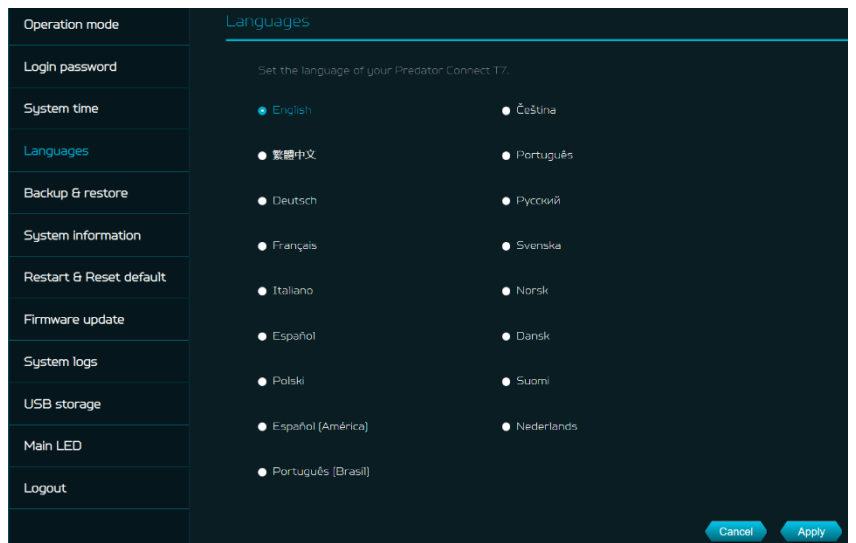 Operation mode
Login password
System time
Languages
Backup & restore
System information
Restart & Reset default
Firmware update
System logs
USB storage
Main LED
Logout
Languages
Set the language of your Predator Connect T7.
English
Čeština
繁體中文
Português
Deutsch
Русский
Français
Svenska
Italiano
Norsk
Español
Dansk
Polski
Suomi
Español (América)
Nederlands
Português (Brasil)
Cancel
Apply